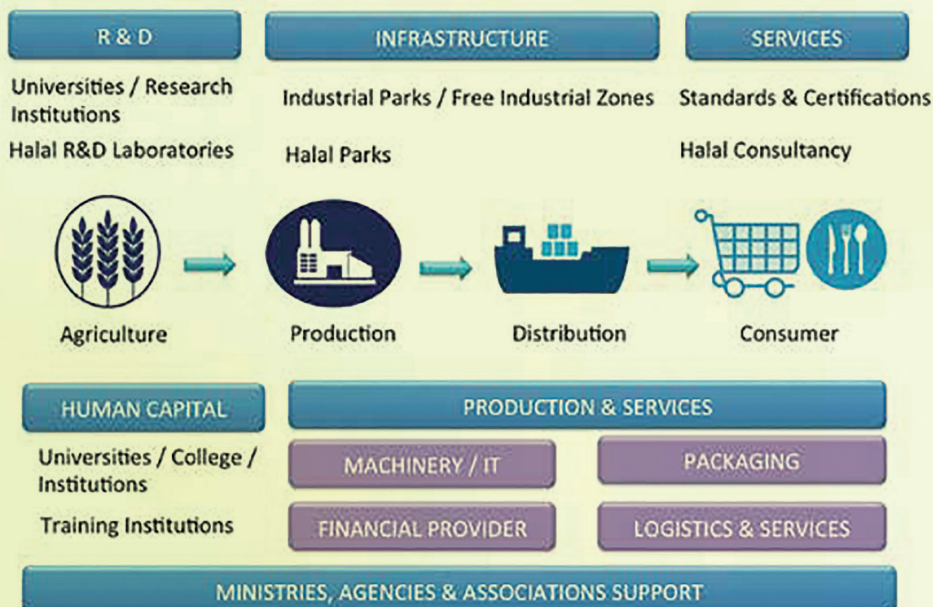 R & D
INFRASTRUCTURE
SERVICES
Universities / Research
Institutions
Halal R&D Laboratories
Industrial Parks / Free Industrial Zones
Halal Parks
Standards & Certifications
Halal Consultancy
Agriculture
Production
Distribution
Consumer
HUMAN CAPITAL
Universities / College /
Institutions
Training Institutions
PRODUCTION & SERVICES
MACHINERY / IT
PACKAGING
FINANCIAL PROVIDER
LOGISTICS & SERVICES
MINISTRIES, AGENCIES & ASSOCIATIONS SUPPORT